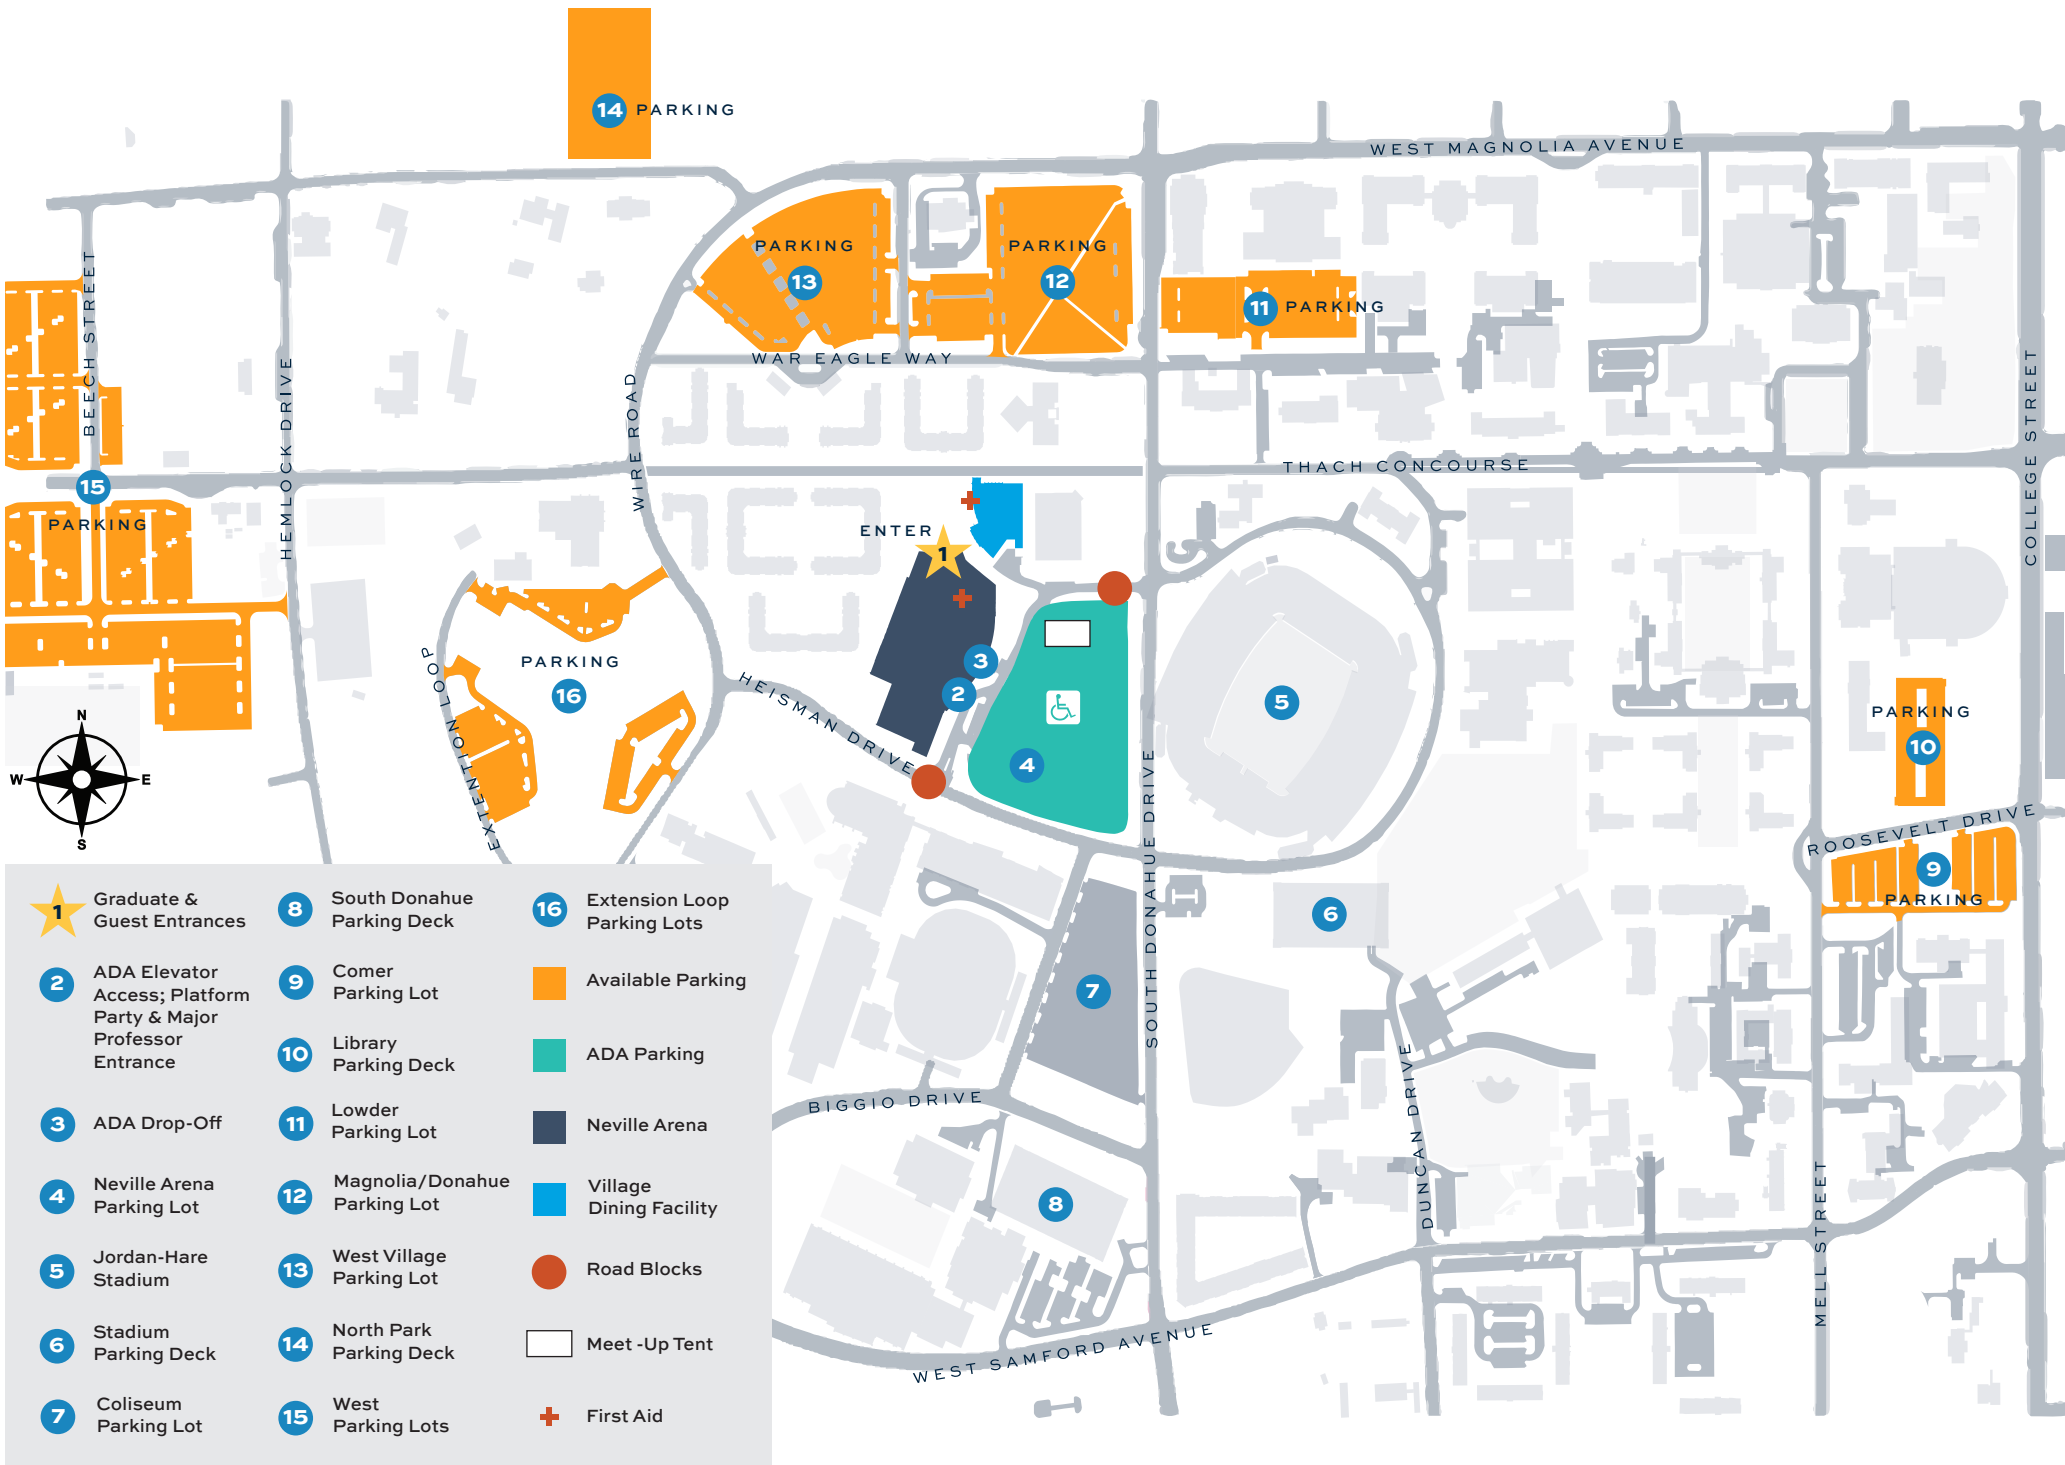 14 PARKING
WEST MAGNOLIA AVENUE
PARKING
13
PARKING
12
11 PARKING
WAR EAGLE WAY
BEECH STREET
HEMLOCK DRIVE
WIRE ROAD
COLLEGE STREET
THACH CONCOURSE
15
PARKING
ENTER
1
PARKING
16
EXTENTION LOOP
HEISMAN DRIVE
3
2
4
5
SOUTH DONAHUE DRIVE
PARKING
10
ROOSEVELT DRIVE
9
PARKING
6
7
N
W E
S
BIGGIO DRIVE
DUNCAN DRIVE
8
MELL STREET
WEST SAMFORD AVENUE
1 Graduate &
Guest Entrances
2 ADA Elevator
Access; Platform
Party & Major
Professor
Entrance
3 ADA Drop-Off
4 Neville Arena
Parking Lot
5 Jordan-Hare
Stadium
6 Stadium
Parking Deck
7 Coliseum
Parking Lot
8 South Donahue
Parking Deck
9 Comer
Parking Lot
10 Library
Parking Deck
11 Lowder
Parking Lot
12 Magnolia/Donahue
Parking Lot
13 West Village
Parking Lot
14 North Park
Parking Deck
15 West
Parking Lots
16 Extension Loop
Parking Lots
Available Parking
ADA Parking
Neville Arena
Village
Dining Facility
Road Blocks
Meet -Up Tent
First Aid